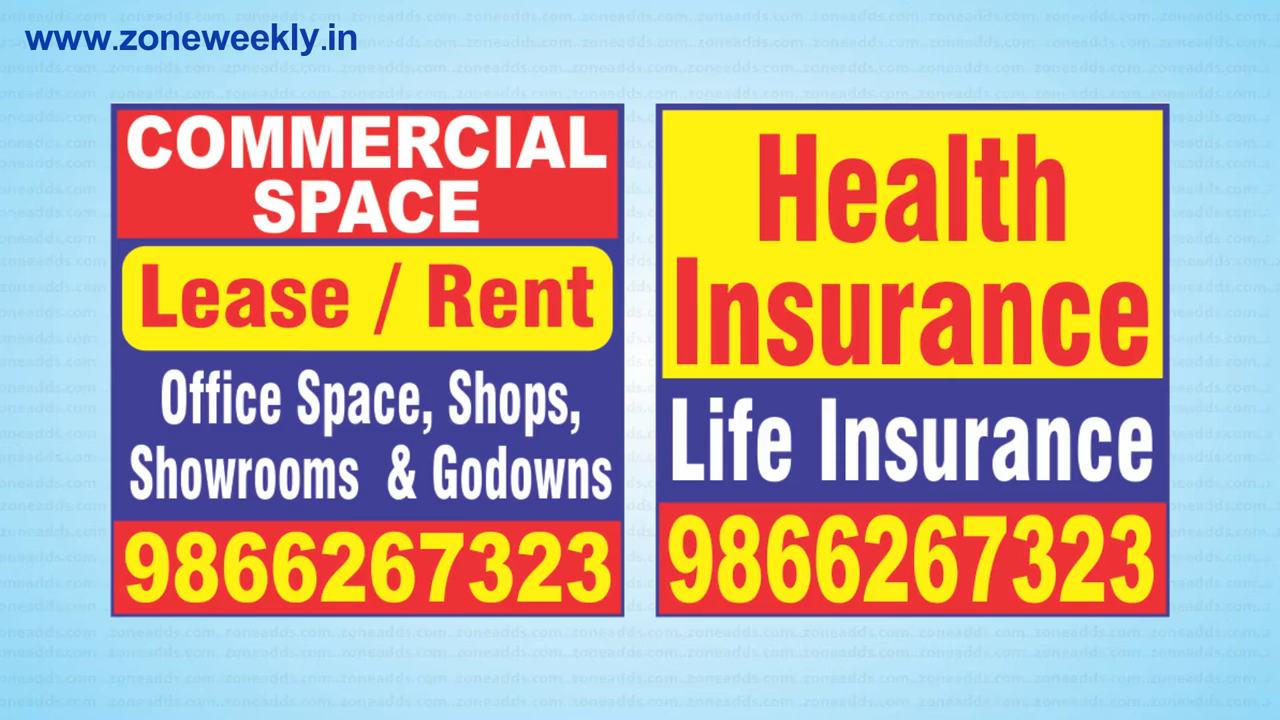 www.zoneweekly.in
COMMERCIAL
SPACE
Lease / Rent
Office Space, Shops,
Showrooms & Godowns
9866267323
Health
Insurance
Life Insurance
9866267323